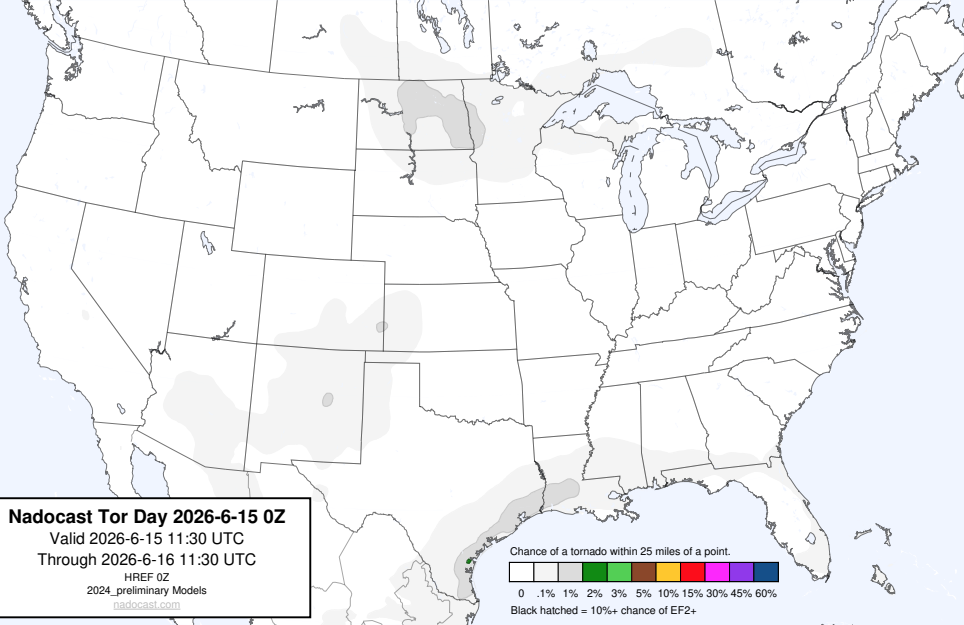 Nadocast Tor Day 2026-6-15 0Z
Valid 2026-6-15 11:30 UTC
Through 2026-6-16 11:30 UTC
HREF 0Z
2024_preliminary Models
nadocast.com
Chance of a tornado within 25 miles of a point.
0 .1% 1% 2% 3% 5% 10% 15% 30% 45% 60%
Black hatched = 10%+ chance of EF2+